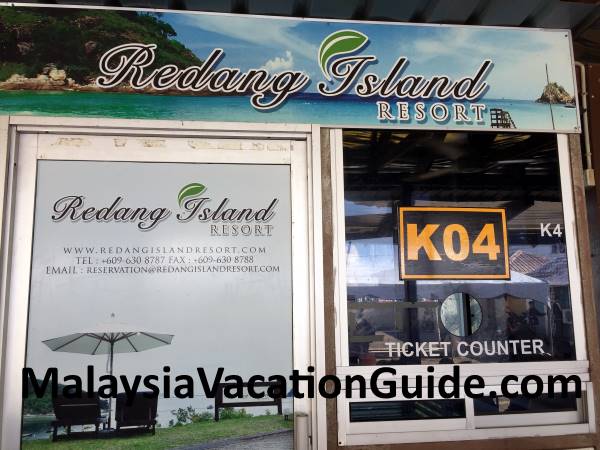 Redang Island
RESORT
Redang Island
RESORT
WWW.REDANGISLANDRESORT.COM
TEL : +609-630 8787 FAX : +609-630 8788
EMAIL : RESERVATION@REDANGISLANDRESORT.COM
K04
K4
TICKET COUNTER
MalaysiaVacationGuide.com